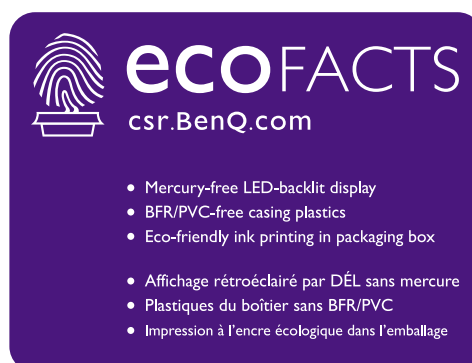 ecoFACTS
csr.BenQ.com
• Mercury-free LED-backlit display
• BFR/PVC-free casing plastics
• Eco-friendly ink printing in packaging box
• Affichage rétroéclairé par DÉL sans mercure
• Plastiques du boîtier sans BFR/PVC
• Impression à l'encre écologique dans l'emballage